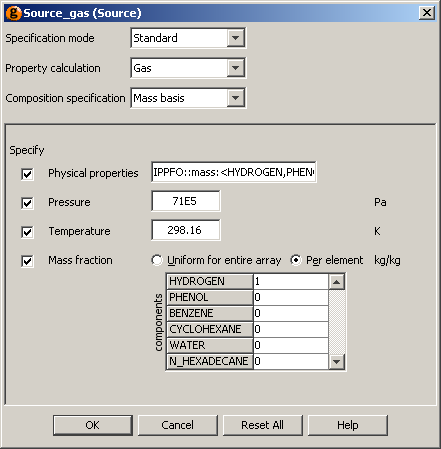 Source_gas (Source)
Specification mode Standard
Property calculation Gas
Composition specification Mass basis
Specify
Physical properties IPPFO::mass:<HYDROGEN,PHEN
Pressure 71E5 Pa
Temperature 298.16 K
Mass fraction Uniform for entire array Per element kg/kg
components
HYDROGEN 1
PHENOL 0
BENZENE 0
CYCLOHEXANE 0
WATER 0
N_HEXADECANE 0
OK Cancel Reset All Help